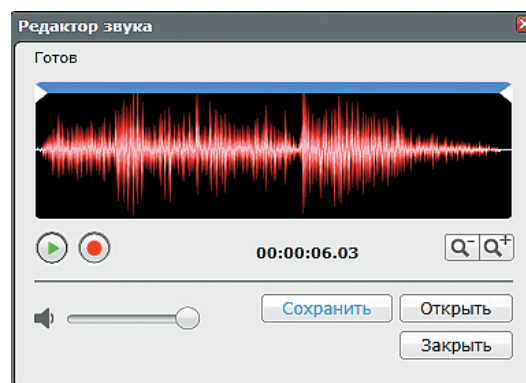 Редактор звука
Готов
00:00:06.03
Сохранить
Открыть
Закрыть